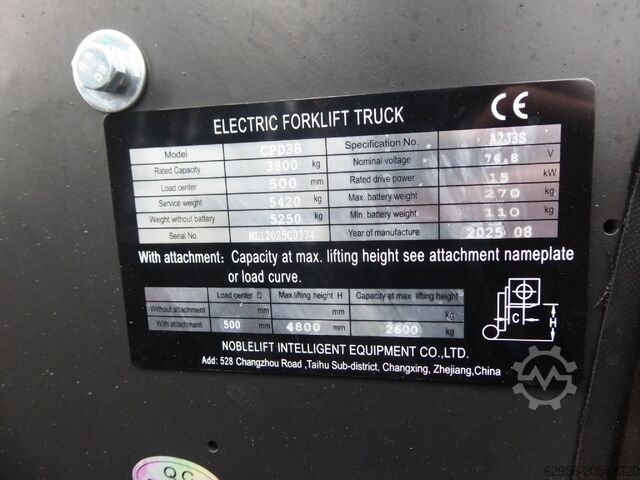 ELECTRIC FORKLIFT TRUCK CE
Model CPD38 Specification No. A2J3S
Rated Capacity 3800 kg Nominal voltage 76.8 V
Load center 500 mm Rated drive power 15 kW
Service weight 5420 kg Max. battery weight 270 kg
Weight without battery 5250 kg Min. battery weight 110 kg
Serial No. NL12025C0374 Year of manufacture 2025 08
With attachment: Capacity at max. lifting height see attachment nameplate
or load curve.
Load center C Max.lifting height H Capacity at max.lifting height
Without attachment mm mm kg
With attachment 500 mm 4800 mm 2600 kg
C H
NOBLELIFT INTELLIGENT EQUIPMENT CO.,LTD.
Add: 528 Changzhou Road ,Taihu Sub-district, Changxing, Zhejiang,China
QC